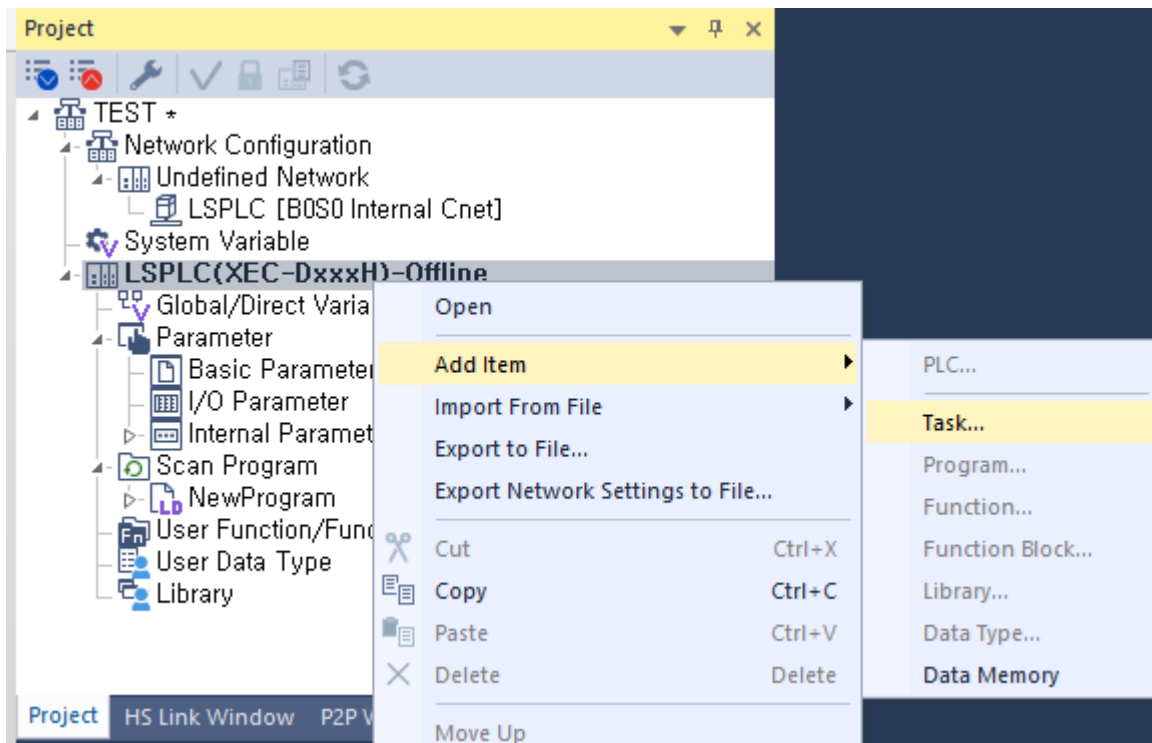 Project
TEST *
Network Configuration
Undefined Network
LSPLC [B0S0 Internal Cnet]
System Variable
LSPLC(XEC-DxxxH)-Offline
Global/Direct Varia
Parameter
Basic Parameter
I/O Parameter
Internal Paramet
Scan Program
NewProgram
User Function/Func
User Data Type
Library
Open
Add Item
Import From File
Export to File...
Export Network Settings to File...
Cut Ctrl+X
Copy Ctrl+C
Paste Ctrl+V
Delete Delete
Move Up
PLC...
Task...
Program...
Function...
Function Block...
Library...
Data Type...
Data Memory
Project HS Link Window P2P V